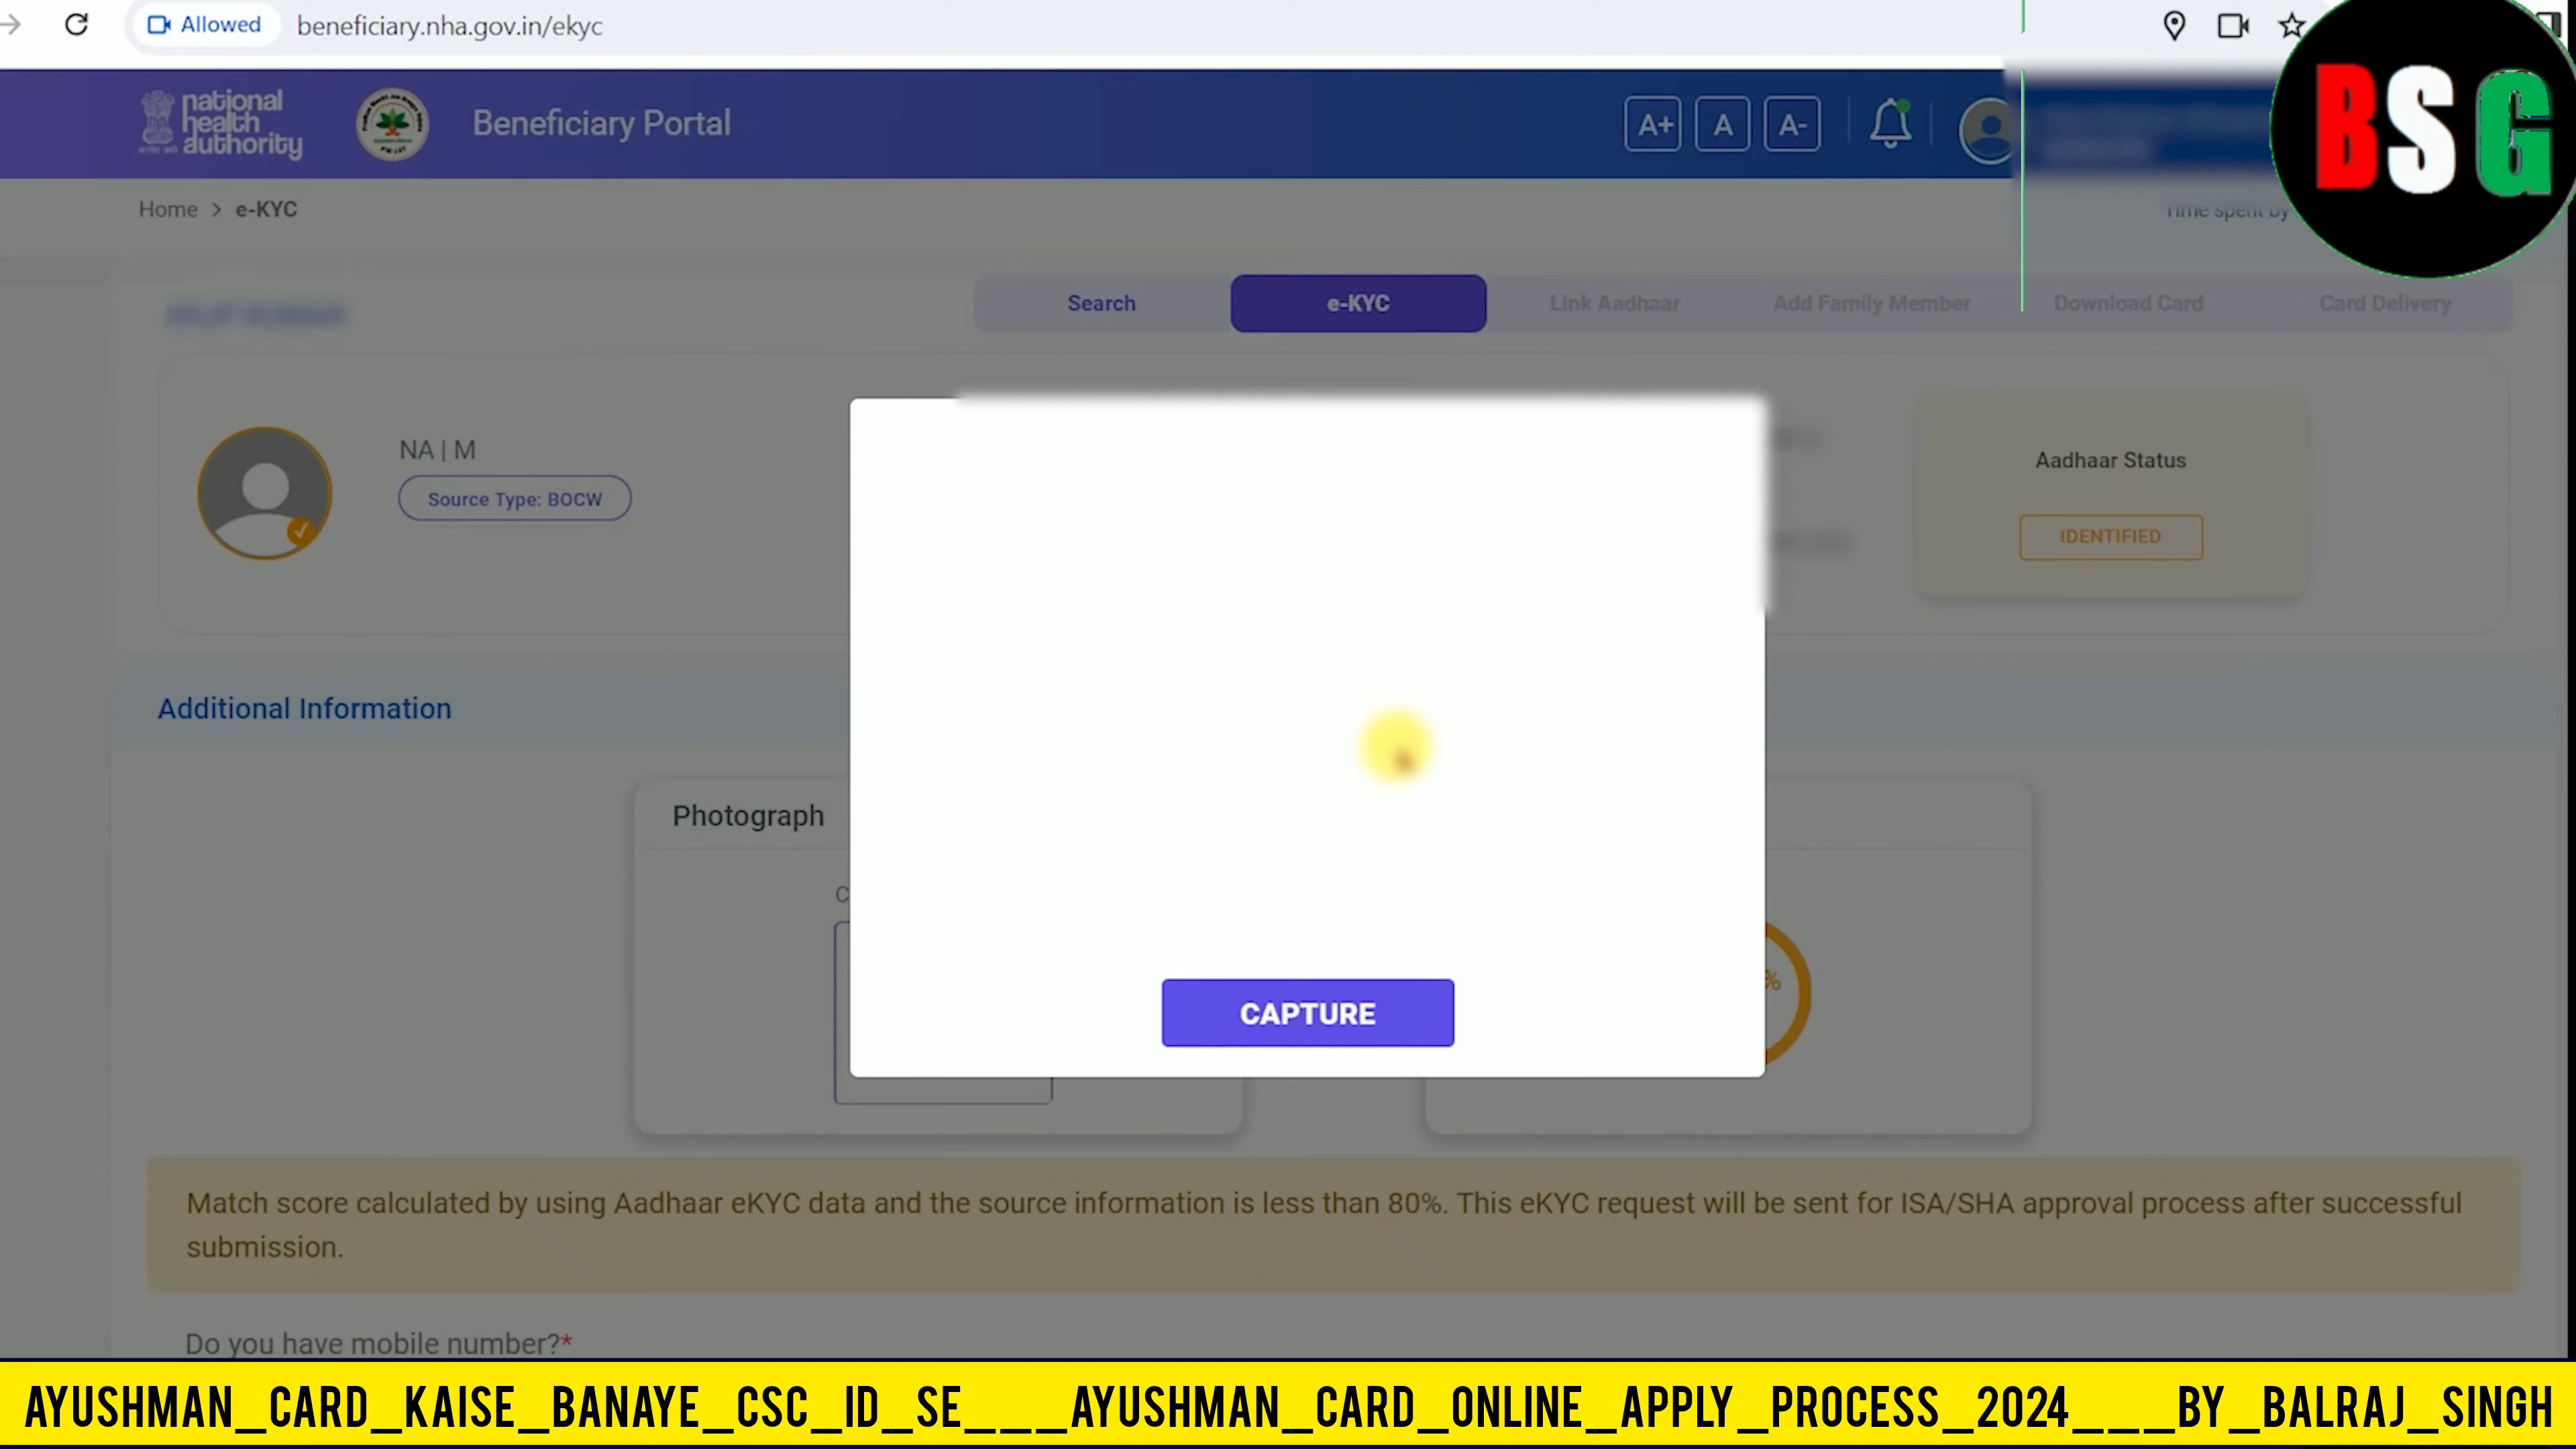 Allowed beneficiary.nha.gov.in/ekyc
national
health
authority
Beneficiary Portal
A+ A A-
BSG
Home > e-KYC
Time spent by
Search e-KYC Link Aadhaar Add Family Member Download Card Card Delivery
NA | M
Source Type: BOCW
Aadhaar Status
IDENTIFIED
Additional Information
Photograph
C
%
CAPTURE
Match score calculated by using Aadhaar eKYC data and the source information is less than 80%. This eKYC request will be sent for ISA/SHA approval process after successful
submission.
Do you have mobile number?*
AYUSHMAN_CARD_KAISE_BANAYE_CSC_ID_SE___AYUSHMAN_CARD_ONLINE_APPLY_PROCESS_2024___BY_BALRAJ_SINGH